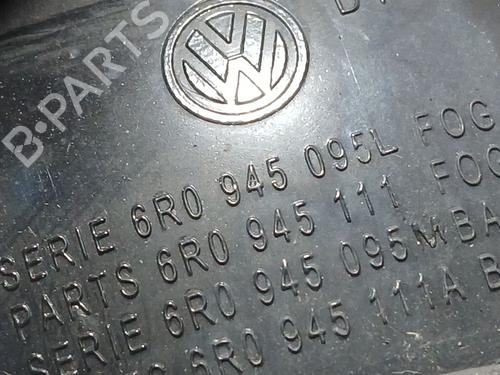 B-PARTS
SERIE 6R0 945 095L FOG
PARTS 6R0 945 111 FOG
SERIE 6R0 945 095M BA
6R0 945 111A B